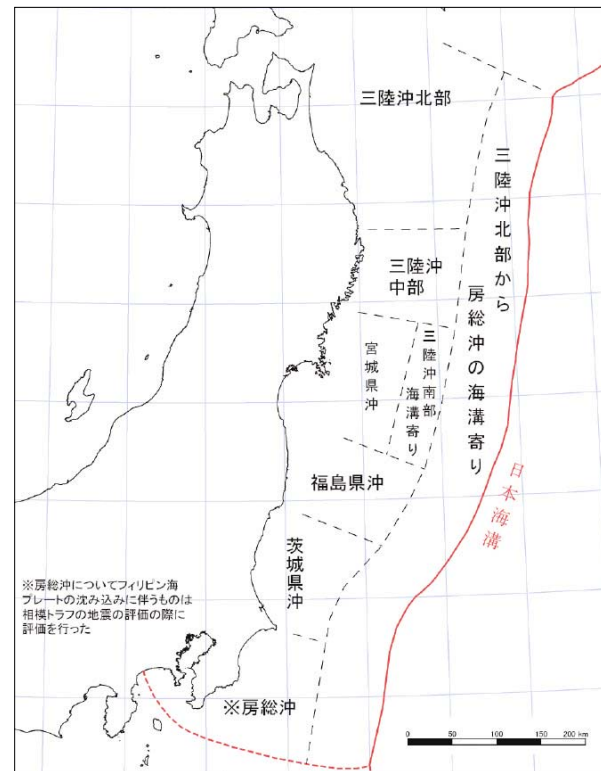 三陸沖北部
三陸沖北部から
房総沖の海溝寄り
三陸沖
中部
三陸沖南部
海溝寄り
宮城県沖
福島県沖
日本海溝
茨城県沖
※房総沖についてフィリピン海
プレートの沈み込みに伴うものは
相模トラフの地震の評価の際に
評価を行った
※房総沖
0 50 100 150 200 km